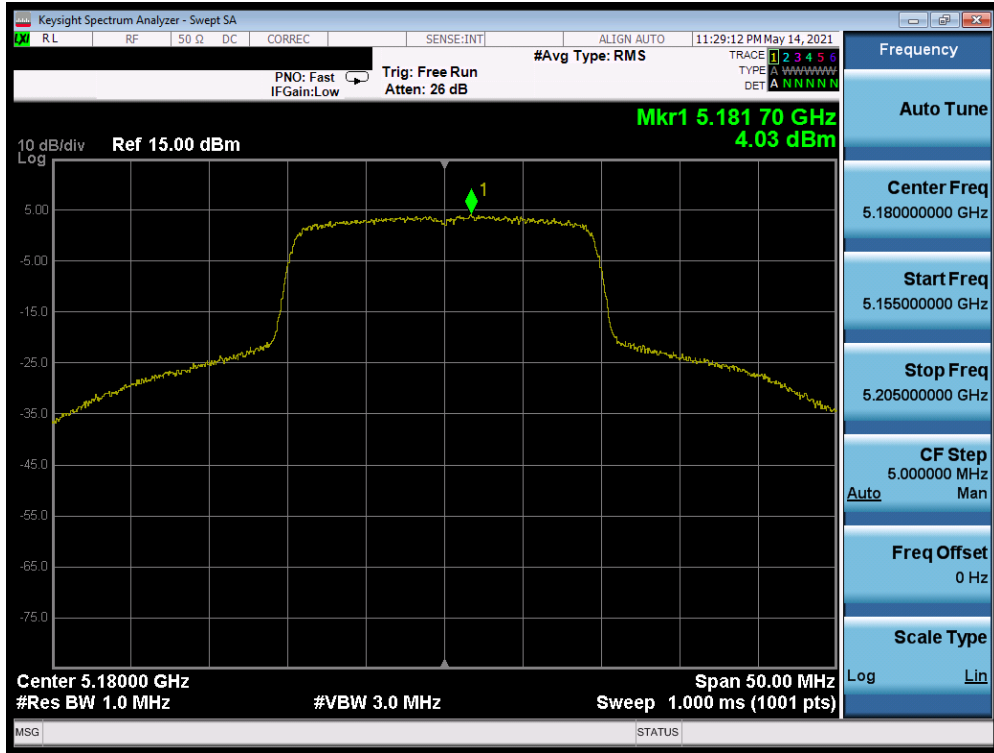 Keysight Spectrum Analyzer - Swept SA
LXI RL RF 50 Ω DC CORREC SENSE:INT ALIGN AUTO 11:29:12 PM May 14, 2021
PNO: Fast
IFGain:Low
Trig: Free Run
Atten: 26 dB
#Avg Type: RMS
TRACE 1 2 3 4 5 6
TYPE A WWWWW
DET A N N N N N
Mkr1 5.181 70 GHz
4.03 dBm
10 dB/div Ref 15.00 dBm
Log
1
5.00
-5.00
-15.0
-25.0
-35.0
-45.0
-55.0
-65.0
-75.0
Center 5.18000 GHz Span 50.00 MHz
#Res BW 1.0 MHz #VBW 3.0 MHz Sweep 1.000 ms (1001 pts)
MSG STATUS
Frequency
Auto Tune
Center Freq
5.180000000 GHz
Start Freq
5.155000000 GHz
Stop Freq
5.205000000 GHz
CF Step
5.000000 MHz
Auto Man
Freq Offset
0 Hz
Scale Type
Log Lin